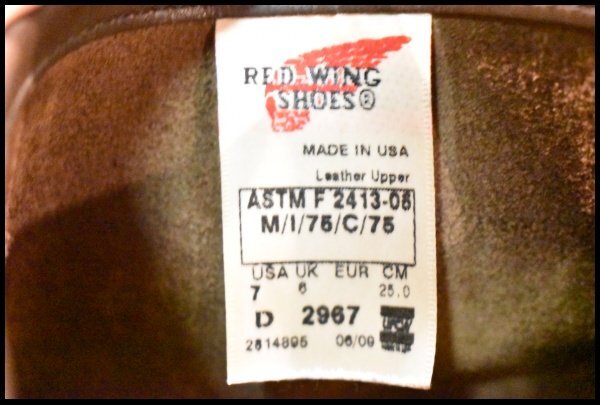 RED WING
SHOES®
MADE IN USA
Leather Upper
ASTM F 2413-05
M/I/75/C/75
USA UK EUR CM
7 6 25.0
D 2967
2614895 06/09